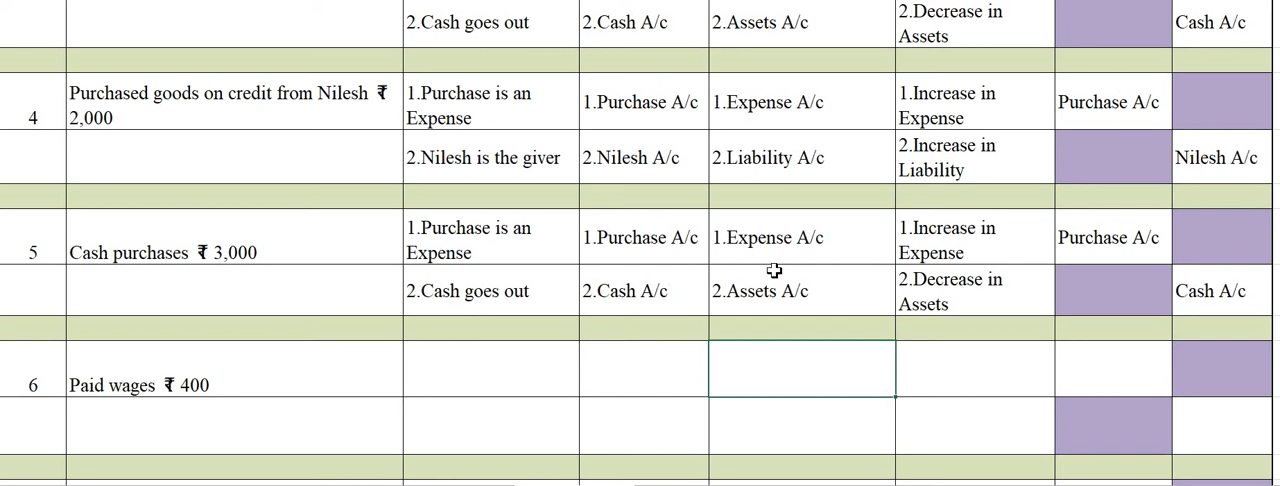 2.Cash goes out 2.Cash A/c 2.Assets A/c 2.Decrease in Cash A/c
Assets
Purchased goods on credit from Nilesh ₹ 1.Purchase is an 1.Purchase A/c 1.Expense A/c 1.Increase in Purchase A/c
4 2,000 Expense Expense
2.Nilesh is the giver 2.Nilesh A/c 2.Liability A/c 2.Increase in Nilesh A/c
Liability
1.Purchase is an 1.Purchase A/c 1.Expense A/c 1.Increase in Purchase A/c
5 Cash purchases ₹ 3,000 Expense Expense
2.Cash goes out 2.Cash A/c 2.Assets A/c 2.Decrease in Cash A/c
Assets
6 Paid wages ₹ 400